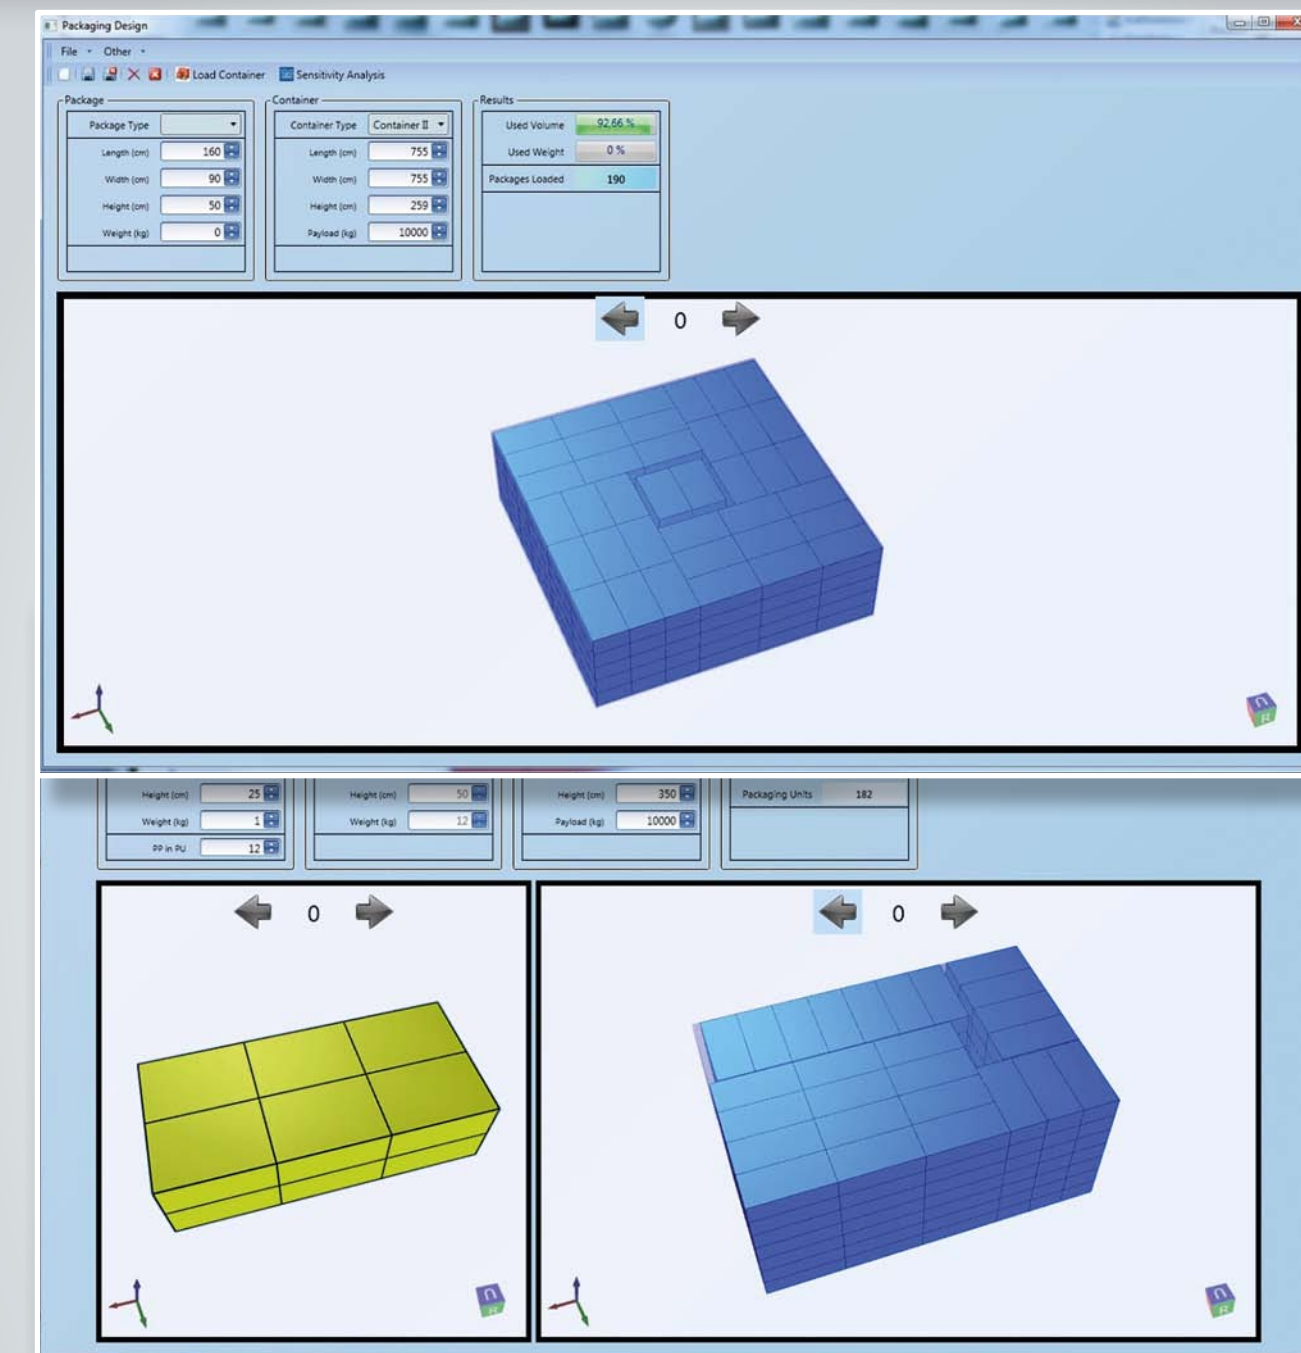 Packaging Design
File Other
Load Container Sensitivity Analysis
Package Container Results
Package Type Container Type Container II Used Volume 92,66 %
Length (cm) 160 Length (cm) 755 Used Weight 0 %
Width (cm) 90 Width (cm) 755 Packages Loaded 190
Height (cm) 50 Height (cm) 259
Weight (kg) 0 Payload (kg) 10000
0
U
R
Height (cm) 25 Height (cm) 50 Height (cm) 350 Packaging Units 182
Weight (kg) 1 Weight (kg) 12 Payload (kg) 10000
PP in PU 12
0 0
U U
R R